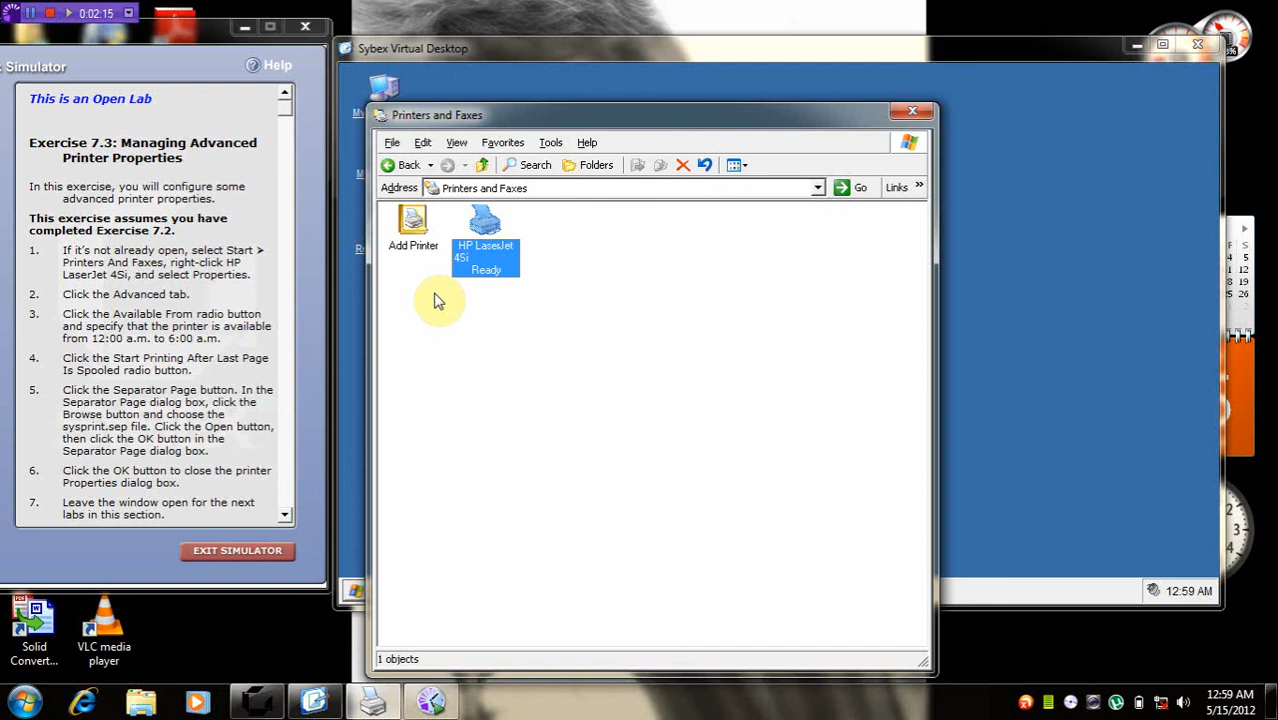 0:02:15
Simulator
Help
This is an Open Lab
Exercise 7.3: Managing Advanced
Printer Properties
In this exercise, you will configure some
advanced printer properties.
This exercise assumes you have
completed Exercise 7.2.
1. If it's not already open, select Start ➤
Printers And Faxes, right-click HP
LaserJet 4Si, and select Properties.
2. Click the Advanced tab.
3. Click the Available From radio button
and specify that the printer is available
from 12:00 a.m. to 6:00 a.m.
4. Click the Start Printing After Last Page
Is Spooled radio button.
5. Click the Separator Page button. In the
Separator Page dialog box, click the
Browse button and choose the
sysprint.sep file. Click the Open button,
then click the OK button in the
Separator Page dialog box.
6. Click the OK button to close the printer
Properties dialog box.
7. Leave the window open for the next
labs in this section.
EXIT SIMULATOR
Sybex Virtual Desktop
Printers and Faxes
File Edit View Favorites Tools Help
Back Search Folders
Address Printers and Faxes Go Links »
Add Printer
HP LaserJet
4Si
Ready
1 objects
12:59 AM
4 5
11 12
18 19
25 26
Solid
Convert...
VLC media
player
12:59 AM
5/15/2012